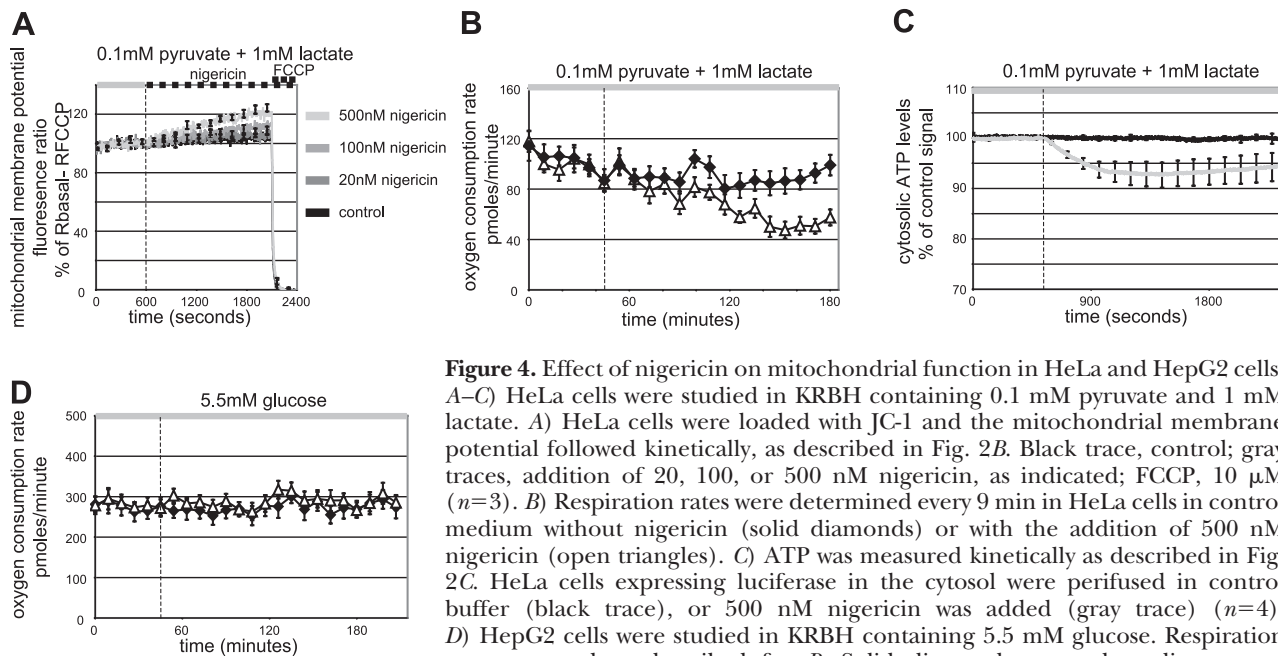 A
0.1mM pyruvate + 1mM lactate
nigericin
FCCP
mitochondrial membrane potential
fluoresence ratio
% of Rbasal- RFCCP
120
80
40
0
0 600 1200 1800 2400
time (seconds)
500nM nigericin
100nM nigericin
20nM nigericin
control
B
0.1mM pyruvate + 1mM lactate
oxygen consumption rate
pmoles/minute
160
120
80
40
0
0 60 120 180
time (minutes)
C
0.1mM pyruvate + 1mM lactate
cytosolic ATP levels
% of control signal
110
100
90
80
70
0 900 1800
time (seconds)
D
5.5mM glucose
oxygen consumption rate
pmoles/minute
500
400
300
200
100
0
0 60 120 180
time (minutes)
Figure 4. Effect of nigericin on mitochondrial function in HeLa and HepG2 cells
A–C) HeLa cells were studied in KRBH containing 0.1 mM pyruvate and 1 mM
lactate. A) HeLa cells were loaded with JC-1 and the mitochondrial membrane
potential followed kinetically, as described in Fig. 2B. Black trace, control; gray
traces, addition of 20, 100, or 500 nM nigericin, as indicated; FCCP, 10 μM
(n=3). B) Respiration rates were determined every 9 min in HeLa cells in contro
medium without nigericin (solid diamonds) or with the addition of 500 nM
nigericin (open triangles). C) ATP was measured kinetically as described in Fig
2C. HeLa cells expressing luciferase in the cytosol were perifused in contro
buffer (black trace), or 500 nM nigericin was added (gray trace) (n=4)
D) HepG2 cells were studied in KRBH containing 5.5 mM glucose. Respiration